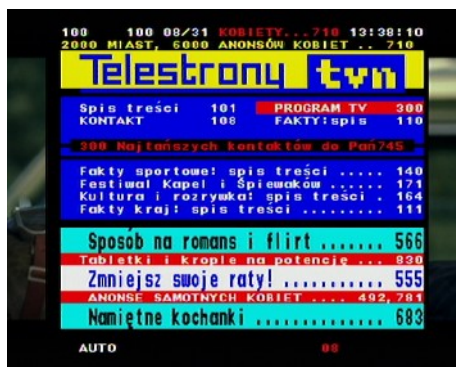 100 100 08/31 KOBIETY...710 13:38:10
2000 MIAST, 6000 ANONSÓW KOBIET .. 710
Telestrony tvn
Spis treści 101 PROGRAM TV 300
KONTAKT 108 FAKTY:spis 110
300 Najtańszych kontaktów do Pań745
Fakty sportowe: spis treści ..... 140
Festiwal Kapel i Śpiewaków ...... 171
Kultura i rozrywka: spis treści . 164
Fakty kraj: spis treści ......... 111
Sposób na romans i flirt ....... 566
Tabletki i krople na potencję ... 830
Zmniejsz swoje raty! ........... 555
ANONSE SAMOTNYCH KOBIET .... 492,781
Namiętne kochanki .............. 683
AUTO 08